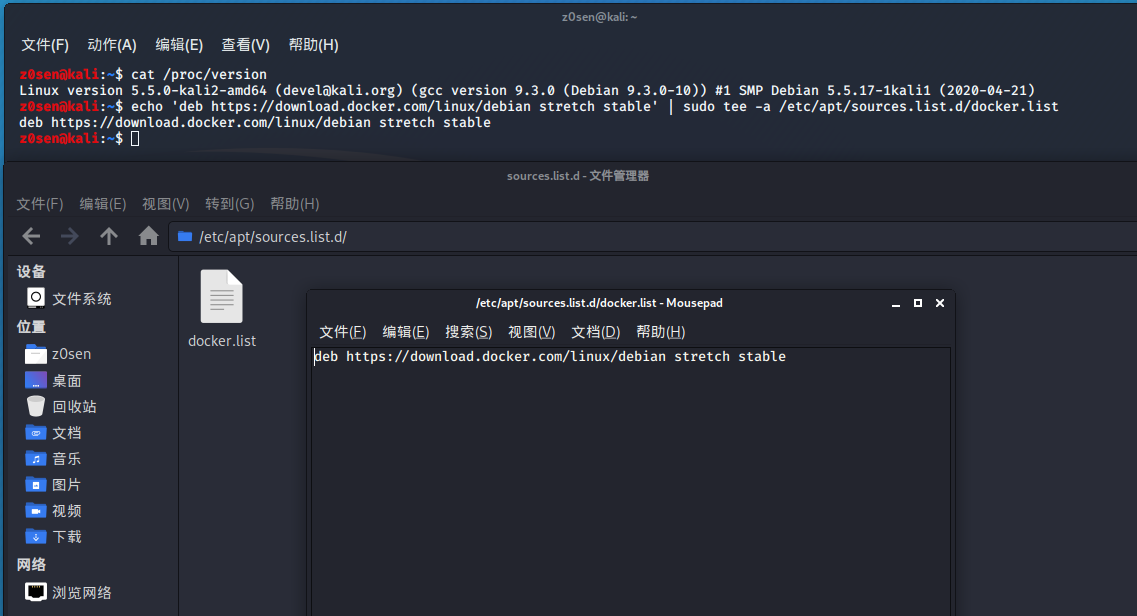 z0sen@kali: ~
文件(F) 动作(A) 编辑(E) 查看(V) 帮助(H)
z0sen@kali:~$ cat /proc/version
Linux version 5.5.0-kali2-amd64 (devel@kali.org) (gcc version 9.3.0 (Debian 9.3.0-10)) #1 SMP Debian 5.5.17-1kali1 (2020-04-21)
z0sen@kali:~$ echo 'deb https://download.docker.com/linux/debian stretch stable' | sudo tee -a /etc/apt/sources.list.d/docker.list
deb https://download.docker.com/linux/debian stretch stable
z0sen@kali:~$
sources.list.d - 文件管理器
文件(F) 编辑(E) 视图(V) 转到(G) 帮助(H)
/etc/apt/sources.list.d/
设备
文件系统
位置
z0sen
桌面
回收站
文档
音乐
图片
视频
下载
网络
浏览网络
docker.list
/etc/apt/sources.list.d/docker.list - Mousepad
文件(F) 编辑(E) 搜索(S) 视图(V) 文档(D) 帮助(H)
deb https://download.docker.com/linux/debian stretch stable